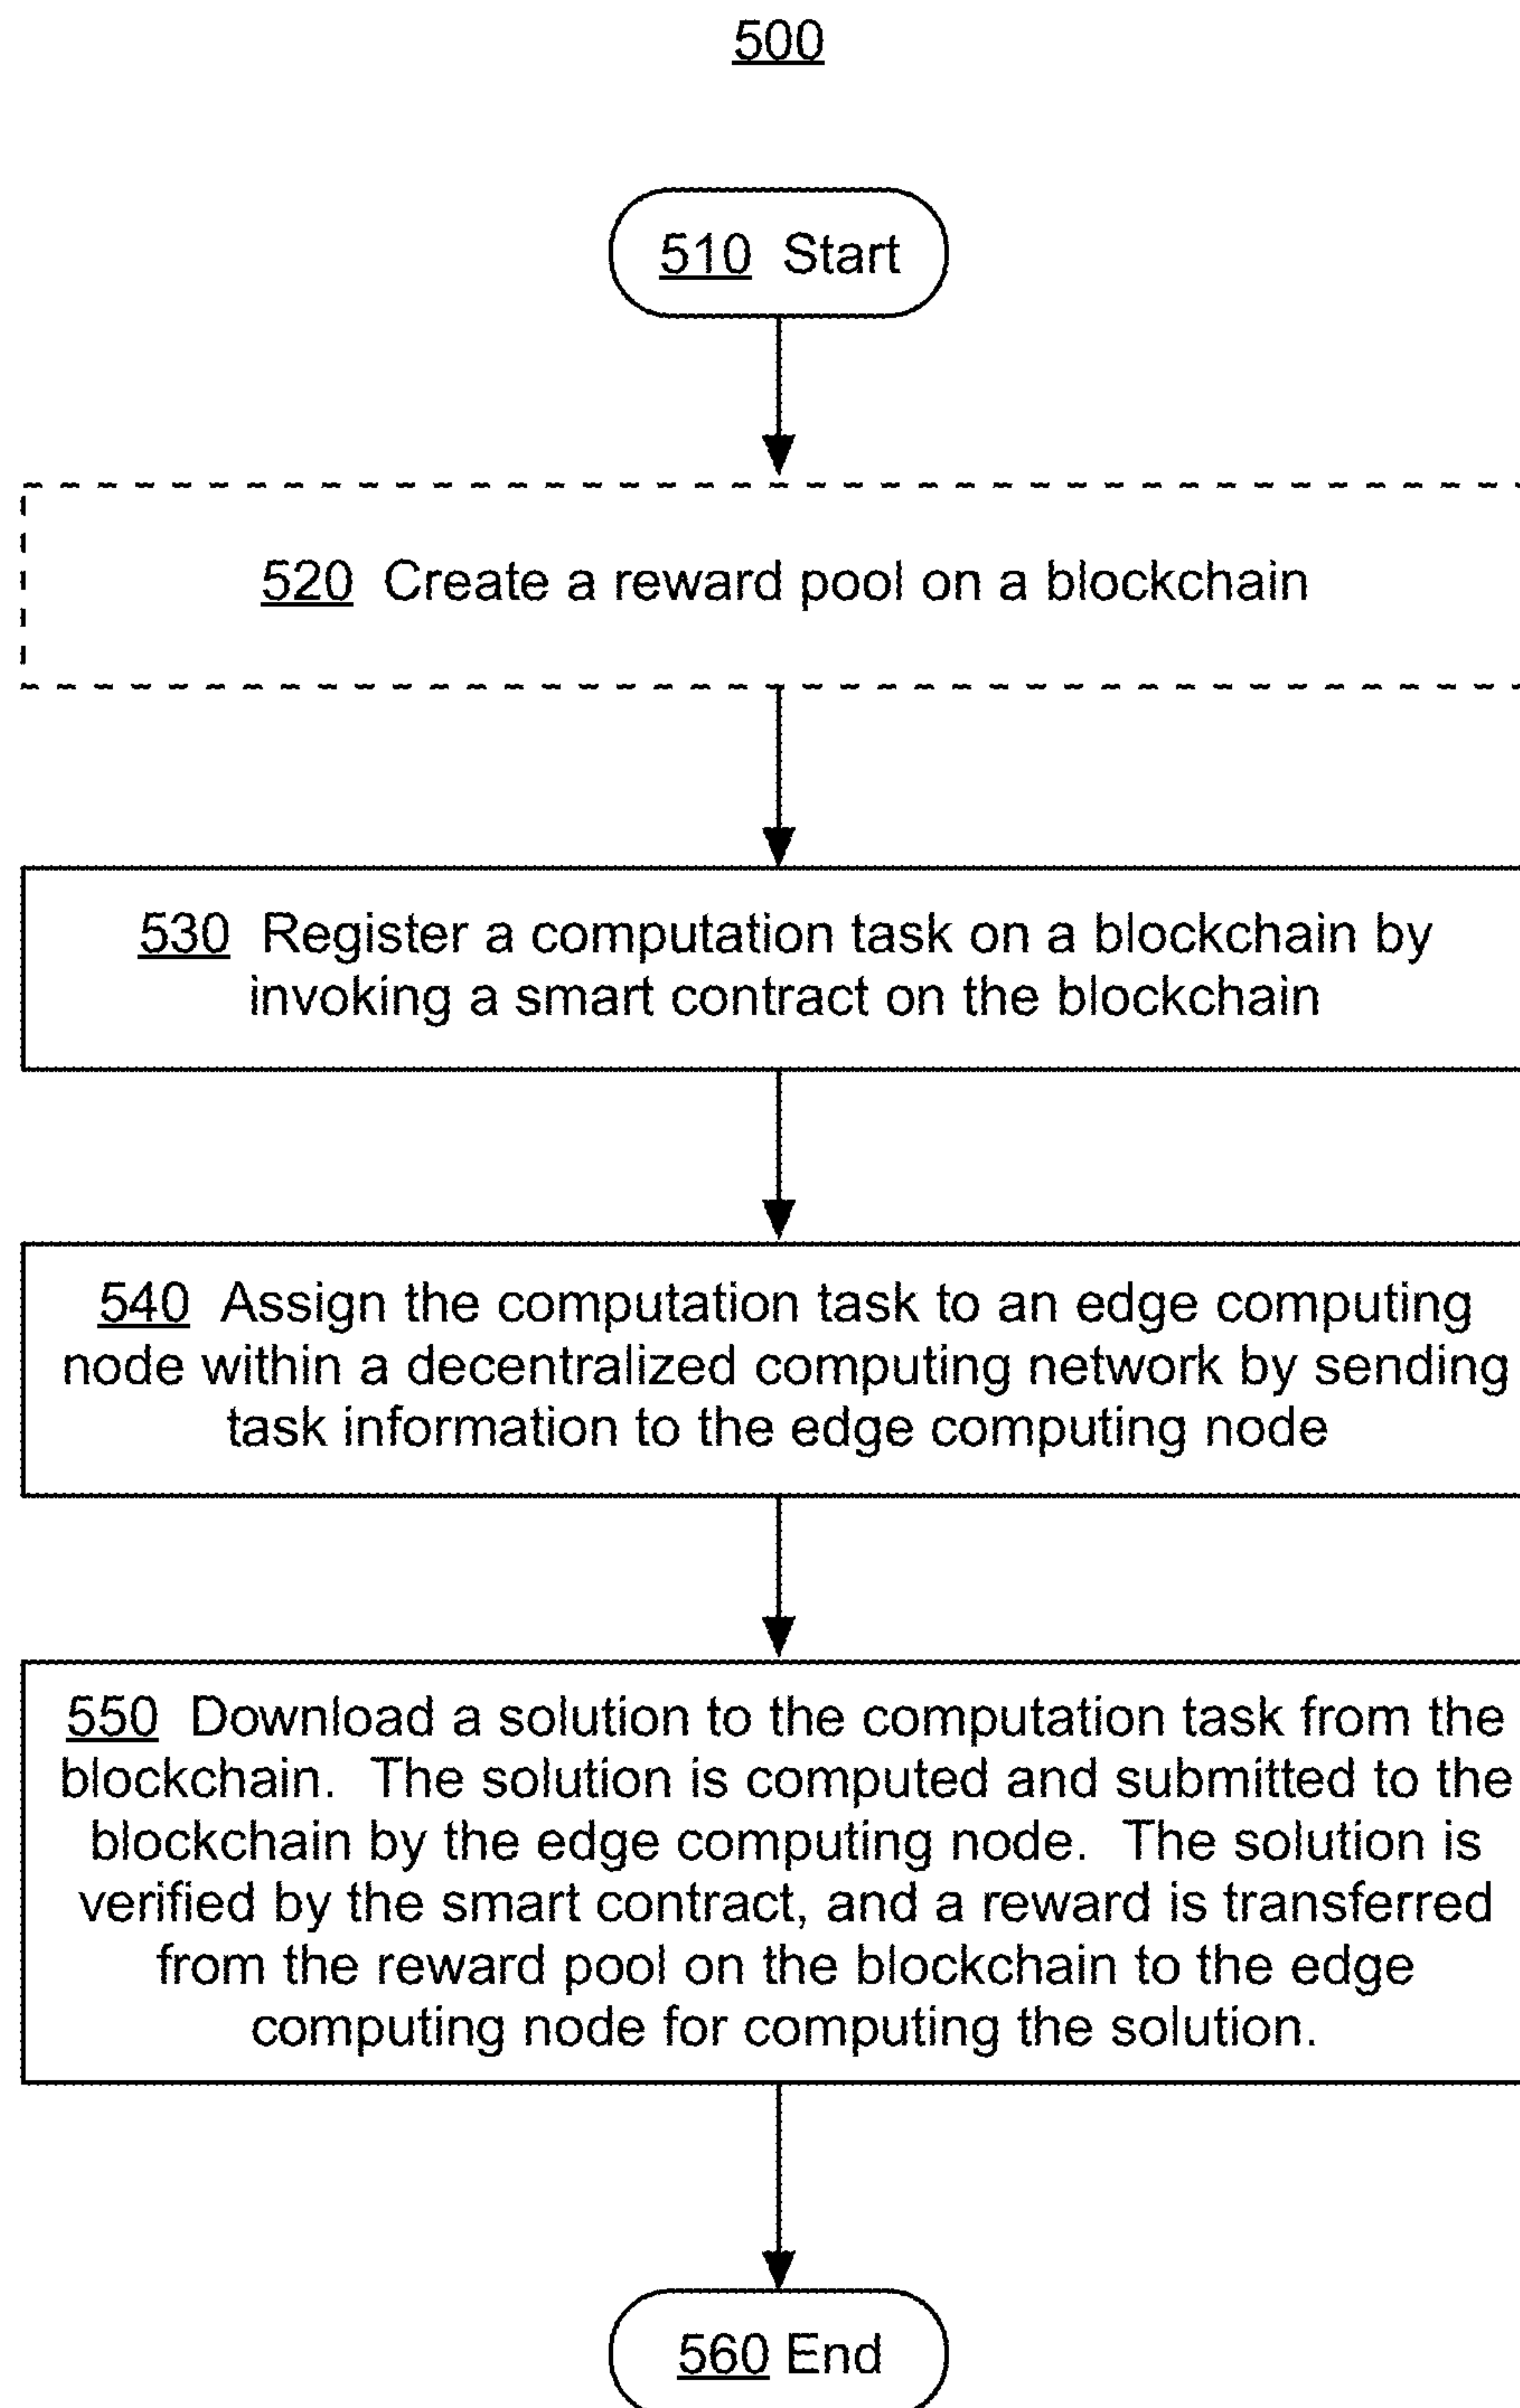 500
510 Start
520 Create a reward pool on a blockchain
530 Register a computation task on a blockchain by
invoking a smart contract on the blockchain
540 Assign the computation task to an edge computing
node within a decentralized computing network by sending
task information to the edge computing node
550 Download a solution to the computation task from the
blockchain. The solution is computed and submitted to the
blockchain by the edge computing node. The solution is
verified by the smart contract, and a reward is transferred
from the reward pool on the blockchain to the edge
computing node for computing the solution.
560 End